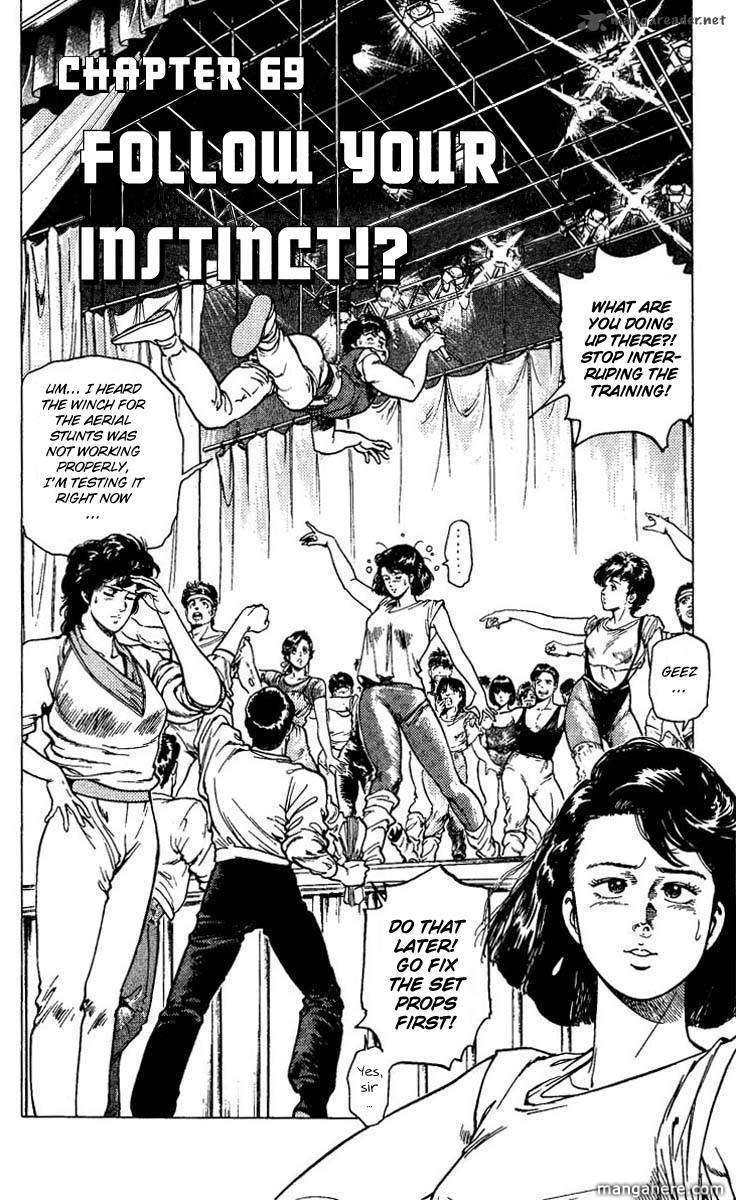 mangareader.net
CHAPTER 69
FOLLOW YOUR
INSTINCT!?
WHAT ARE
YOU DOING
UP THERE?!
STOP INTER-
RUPING THE
TRAINING!
UM... I HEARD
THE WINCH FOR
THE AERIAL
STUNTS WAS
NOT WORKING
PROPERLY,
I'M TESTING IT
RIGHT NOW
...
....
GEEZ
...
DO THAT
LATER!
GO FIX
THE SET
PROPS
FIRST!
Yes,
sir
...
mangahere.com